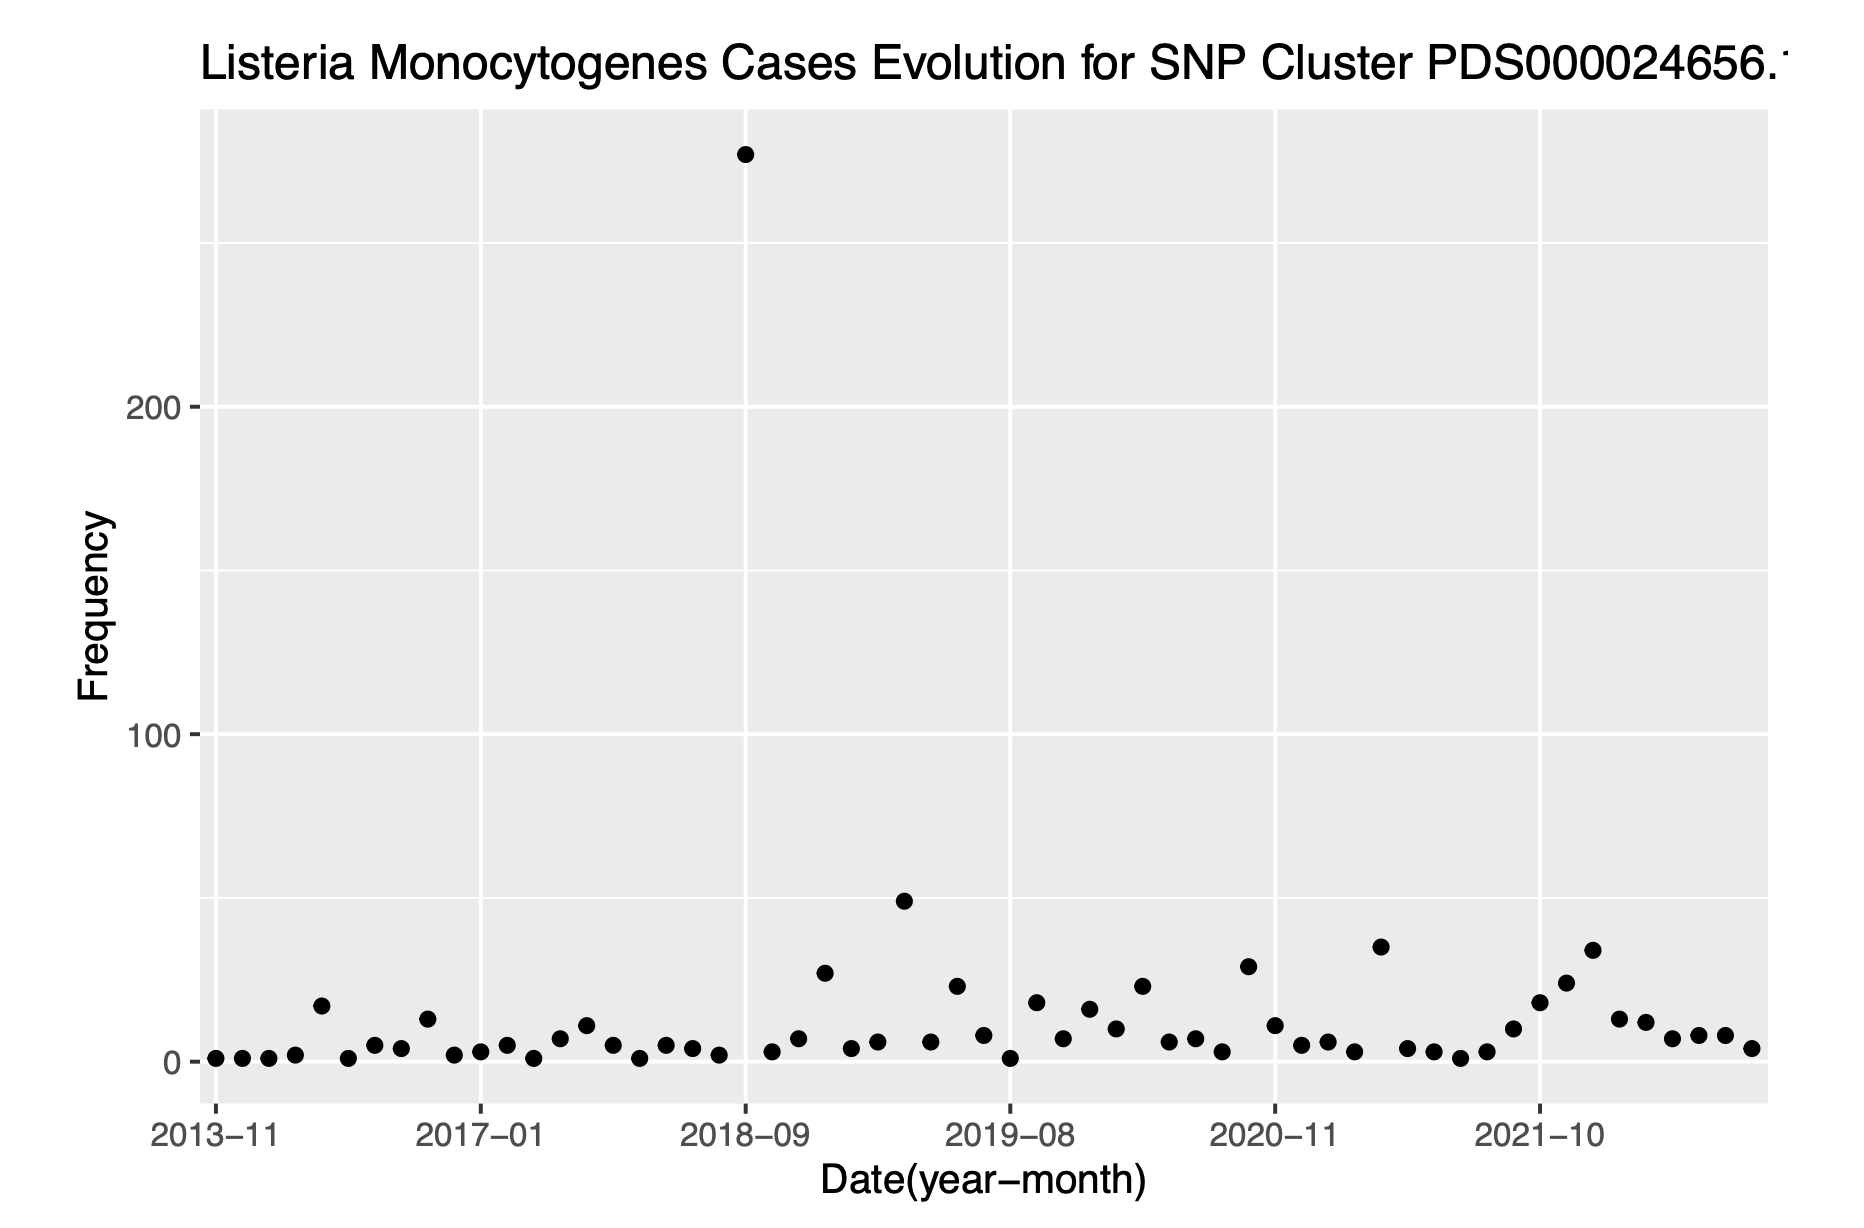 Listeria Monocytogenes Cases Evolution for SNP Cluster PDS000024656.
Frequency
200
100
0
2013–11 2017–01 2018–09 2019–08 2020–11 2021–10
Date(year–month)